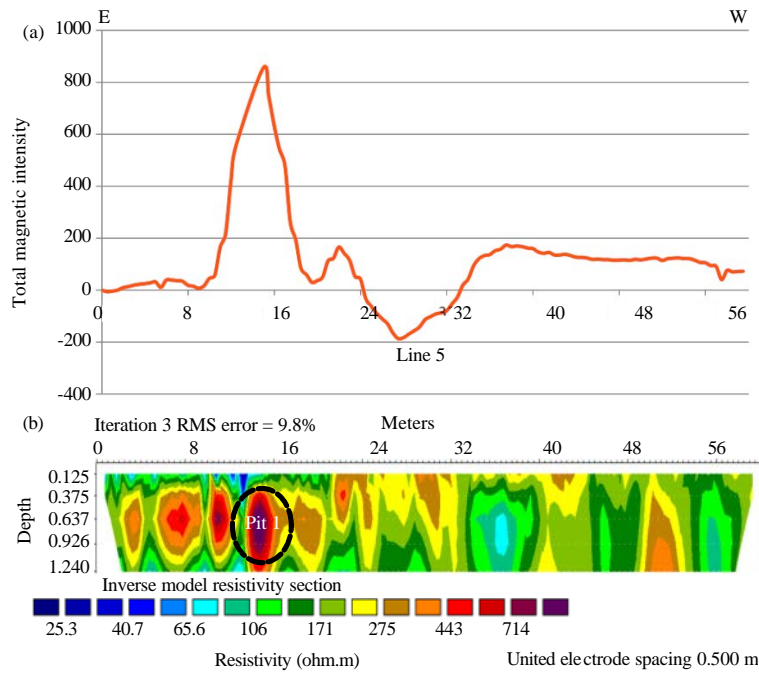 E W
(a)
1000
800
600
400
200
0
-200
-400
Total magnetic intensity
0 8 16 24 32 40 48 56
Line 5
(b) Iteration 3 RMS error = 9.8% Meters
0 8 16 24 32 40 48 56
Depth
0.125
0.375
0.637
0.926
1.240
Pit 1
Inverse model resistivity section
25.3 40.7 65.6 106 171 275 443 714
Resistivity (ohm.m) United electrode spacing 0.500 m